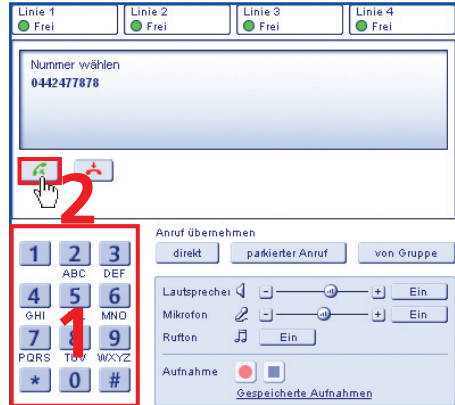 Linie 1 Linie 2 Linie 3 Linie 4
Frei Frei Frei Frei
Nummer wählen
0442477878
2
Anruf übernehmen
direkt parkierter Anruf von Gruppe
1 2 3
ABC DEF
4 5 6
GHI MNO
1
7 8 9
PQRS TUV WXYZ
* 0 #
Lautsprecher - + Ein
Mikrofon - + Ein
Rufton Ein
Aufnahme
Gespeicherte Aufnahmen